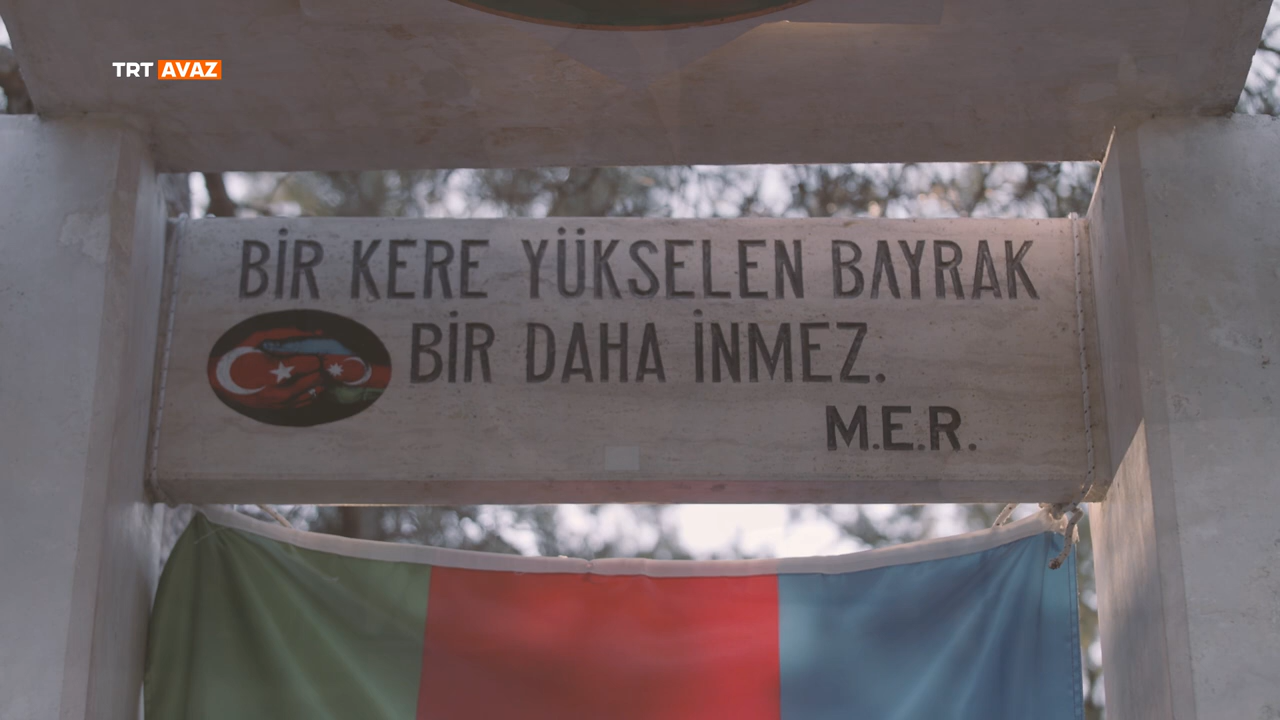 TRT AVAZ
BİR KERE YÜKSELEN BAYRAK
BİR DAHA İNMEZ.
M.E.R.